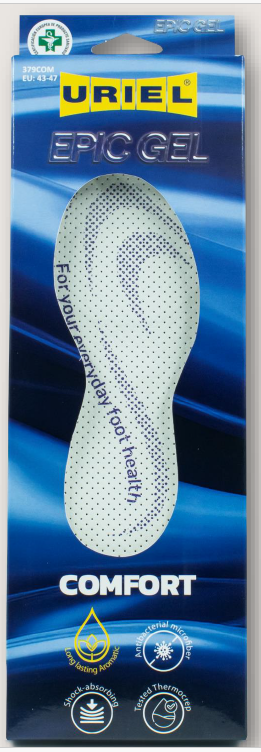 EPIC GEL
379COM
EU: 43-47
URIEL®
EPIC GEL
For your everyday foot health
COMFORT
Long lasting Aromatic
Antibacterial microfiber
Shock-absorbing
Tested Thermocrep